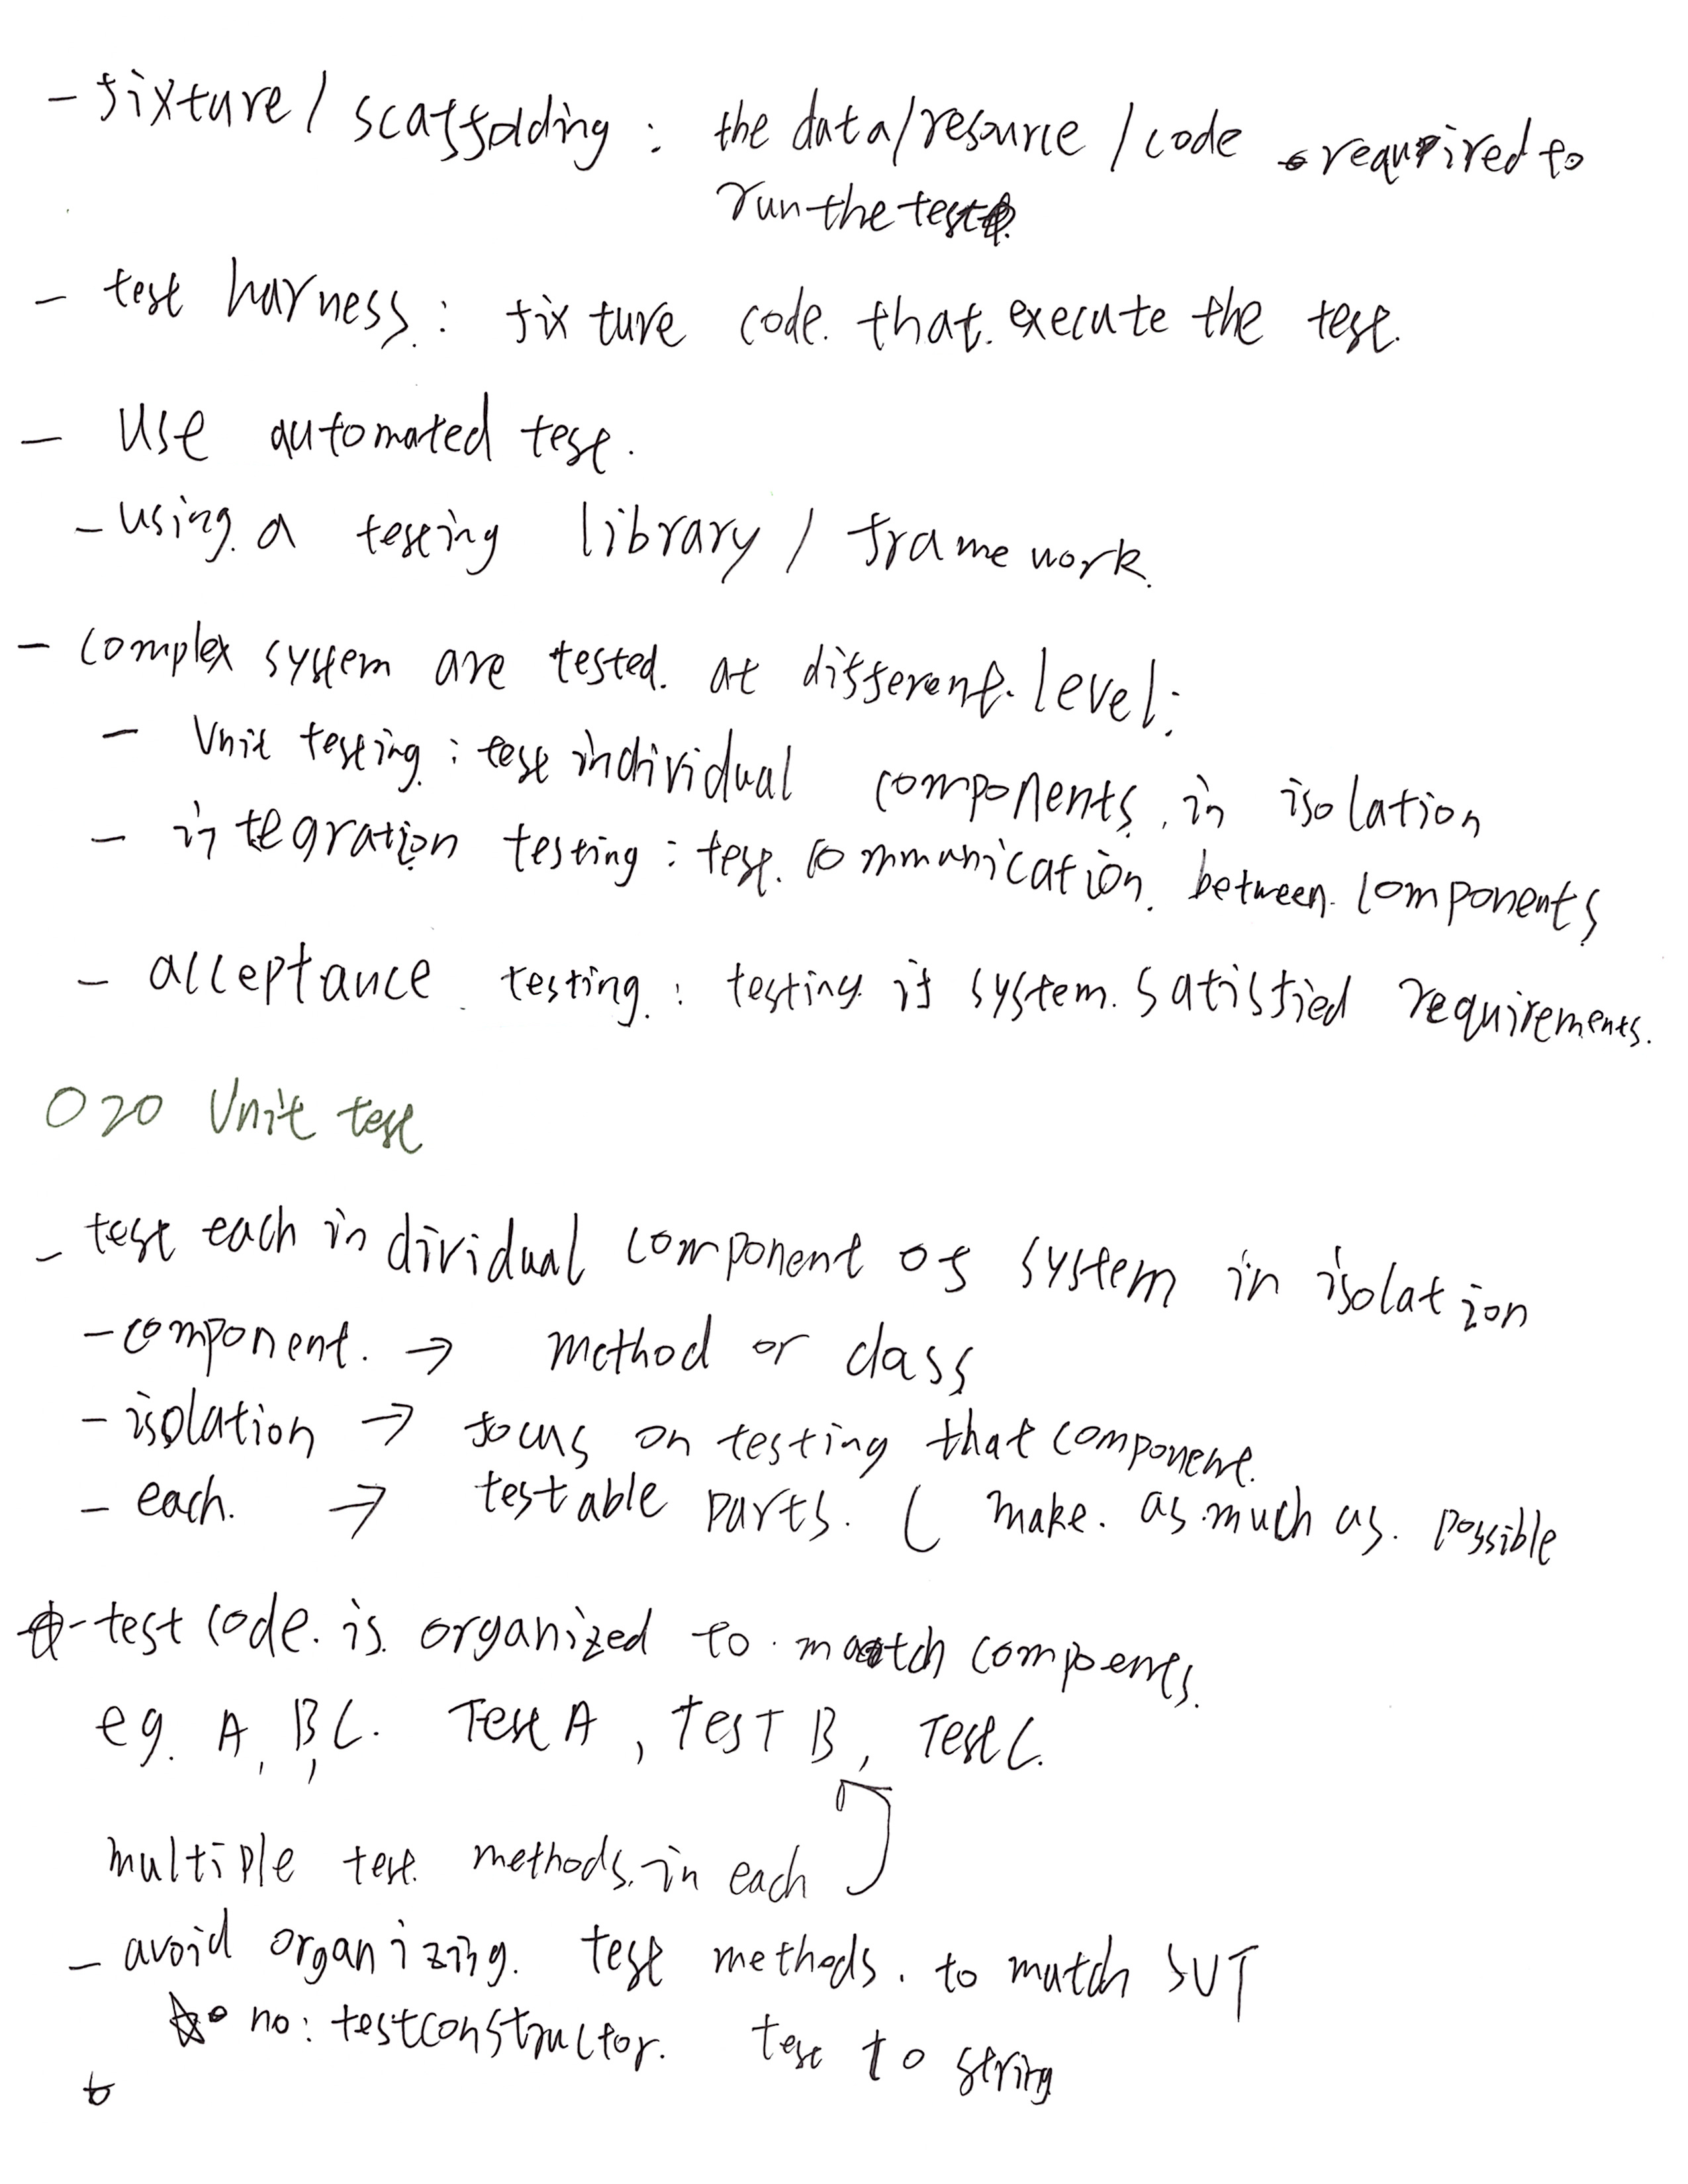 - fixture / scaffolding : the data/resource / code required to
run the test
- test harness : fixture code that execute the test.
- Use automated test.
- using a testing library / framework.
- complex system are tested at different level:
- Unit testing : test individual components in isolation
- integration testing : test communication between components
- acceptance testing : testing if system satisfied requirements.
020 Unit test
- test each individual component of system in isolation
- component. → method or class
- isolation → focus on testing that component.
- each. → testable parts. ( make as much as possible
- test code is organized to match compoents.
eg. A, B, C. Test A, TEST B, Test C.
multiple test methods in each
- avoid organizing test methods to match SUT
no: testconstructor. test to string